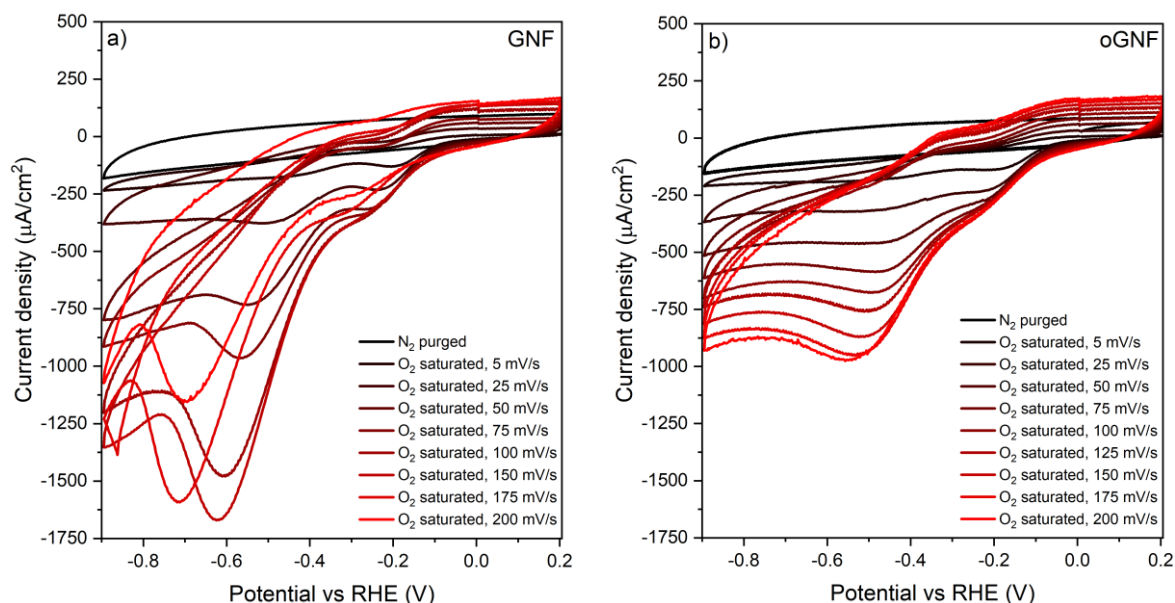 a) GNF
500
250
0
-250
-500
-750
-1000
-1250
-1500
-1750
Current density (µA/cm²)
N₂ purged
O₂ saturated, 5 mV/s
O₂ saturated, 25 mV/s
O₂ saturated, 50 mV/s
O₂ saturated, 75 mV/s
O₂ saturated, 100 mV/s
O₂ saturated, 150 mV/s
O₂ saturated, 175 mV/s
O₂ saturated, 200 mV/s
-0.8 -0.6 -0.4 -0.2 0.0 0.2
Potential vs RHE (V)
b) oGNF
500
250
0
-250
-500
-750
-1000
-1250
-1500
-1750
Current density (µA/cm²)
N₂ purged
O₂ saturated, 5 mV/s
O₂ saturated, 25 mV/s
O₂ saturated, 50 mV/s
O₂ saturated, 75 mV/s
O₂ saturated, 100 mV/s
O₂ saturated, 125 mV/s
O₂ saturated, 150 mV/s
O₂ saturated, 175 mV/s
O₂ saturated, 200 mV/s
-0.8 -0.6 -0.4 -0.2 0.0 0.2
Potential vs RHE (V)